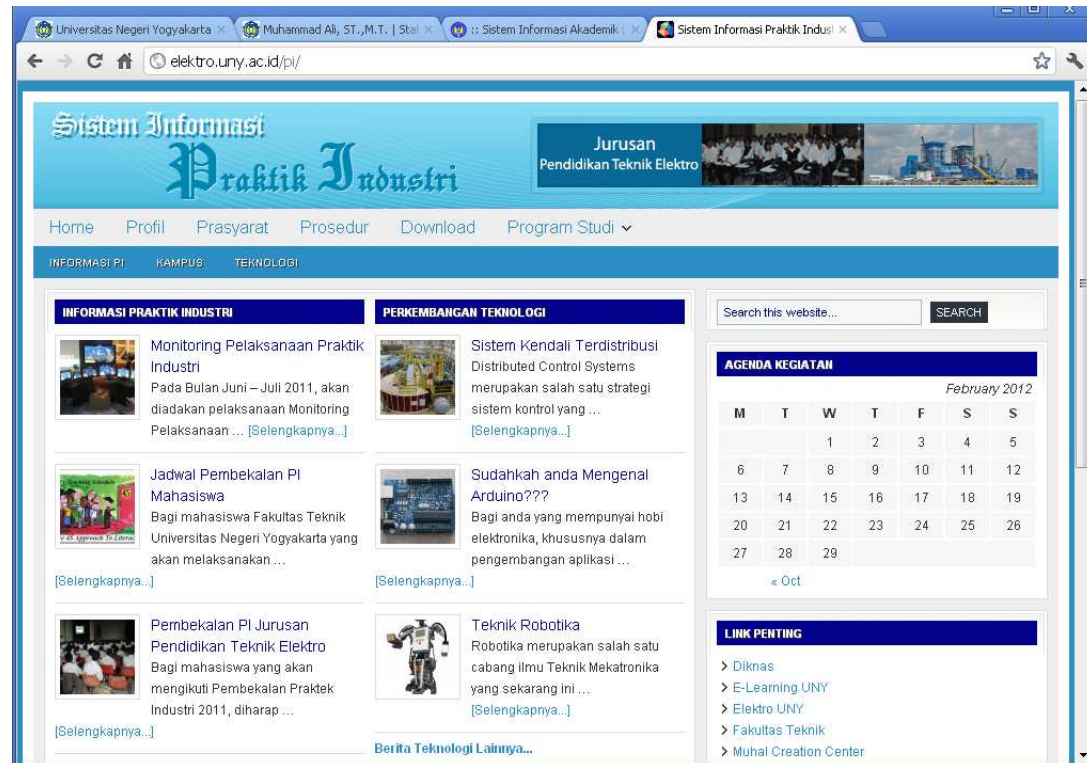 Universitas Negeri Yogyakarta
Muhammad Ali, ST.,M.T. | Staf
:: Sistem Informasi Akademik :
Sistem Informasi Praktik Indust
elektro.uny.ac.id/pi/
Sistem Informasi
Praktik Industri
Jurusan
Pendidikan Teknik Elektro
Home Profil Prasyarat Prosedur Download Program Studi
INFORMASI PI KAMPUS TEKNOLOGI
INFORMASI PRAKTIK INDUSTRI
Monitoring Pelaksanaan Praktik
Industri
Pada Bulan Juni – Juli 2011, akan
diadakan pelaksanaan Monitoring
Pelaksanaan … [Selengkapnya...]
Jadwal Pembekalan PI
Mahasiswa
Bagi mahasiswa Fakultas Teknik
Universitas Negeri Yogyakarta yang
akan melaksanakan …
[Selengkapnya...]
Pembekalan PI Jurusan
Pendidikan Teknik Elektro
Bagi mahasiswa yang akan
mengikuti Pembekalan Praktek
Industri 2011, diharap …
[Selengkapnya...]
PERKEMBANGAN TEKNOLOGI
Sistem Kendali Terdistribusi
Distributed Control Systems
merupakan salah satu strategi
sistem kontrol yang …
[Selengkapnya...]
Sudahkah anda Mengenal
Arduino???
Bagi anda yang mempunyai hobi
elektronika, khususnya dalam
pengembangan aplikasi …
[Selengkapnya...]
Teknik Robotika
Robotika merupakan salah satu
cabang ilmu Teknik Mekatronika
yang sekarang ini …
[Selengkapnya...]
Berita Teknologi Lainnya...
Search this website... SEARCH
AGENDA KEGIATAN
February 2012
M T W T F S S
1 2 3 4 5
6 7 8 9 10 11 12
13 14 15 16 17 18 19
20 21 22 23 24 25 26
27 28 29
« Oct
LINK PENTING
Diknas
E-Learning UNY
Elektro UNY
Fakultas Teknik
Muhal Creation Center